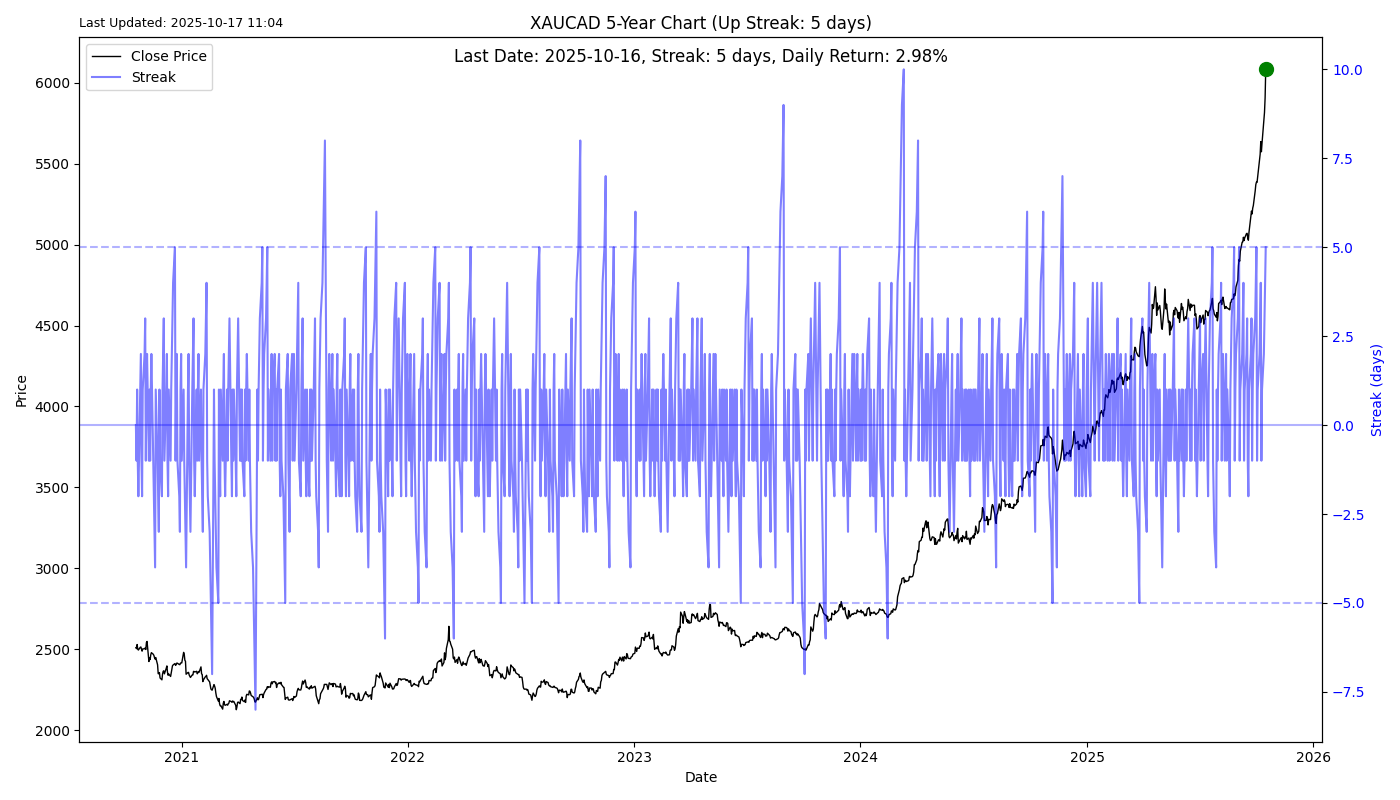 Last Updated: 2025-10-17 11:04
XAUCAD 5-Year Chart (Up Streak: 5 days)
Last Date: 2025-10-16, Streak: 5 days, Daily Return: 2.98%
Close Price
Streak
6000
5500
5000
4500
4000
3500
3000
2500
2000
Price
10.0
7.5
5.0
2.5
0.0
−2.5
−5.0
−7.5
Streak (days)
2021
2022
2023
2024
2025
2026
Date